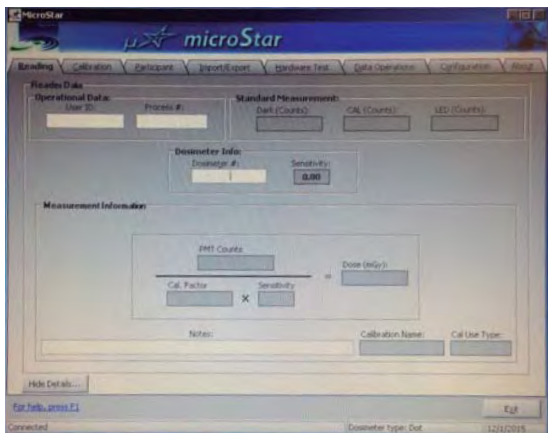 MicroStar
microStar
Reading Calibration Participant Import/Export Hardware Test Data Operations Configuration About
Reader Data
Operational Data: Standard Measurement:
User ID: Process #: Dark (Counts): CAL (Counts): LED (Counts):
Dosimeter Info:
Dosimeter #: Sensitivity:
0.00
Measurement Information
PMT Counts
= Dose (mGy):
Cal. Factor X Sensitivity
Notes: Calibration Name: Cal Use Type:
Hide Details...
For help, press F1
Exit
Connected Dosimeter type: Dot 12/1/2015